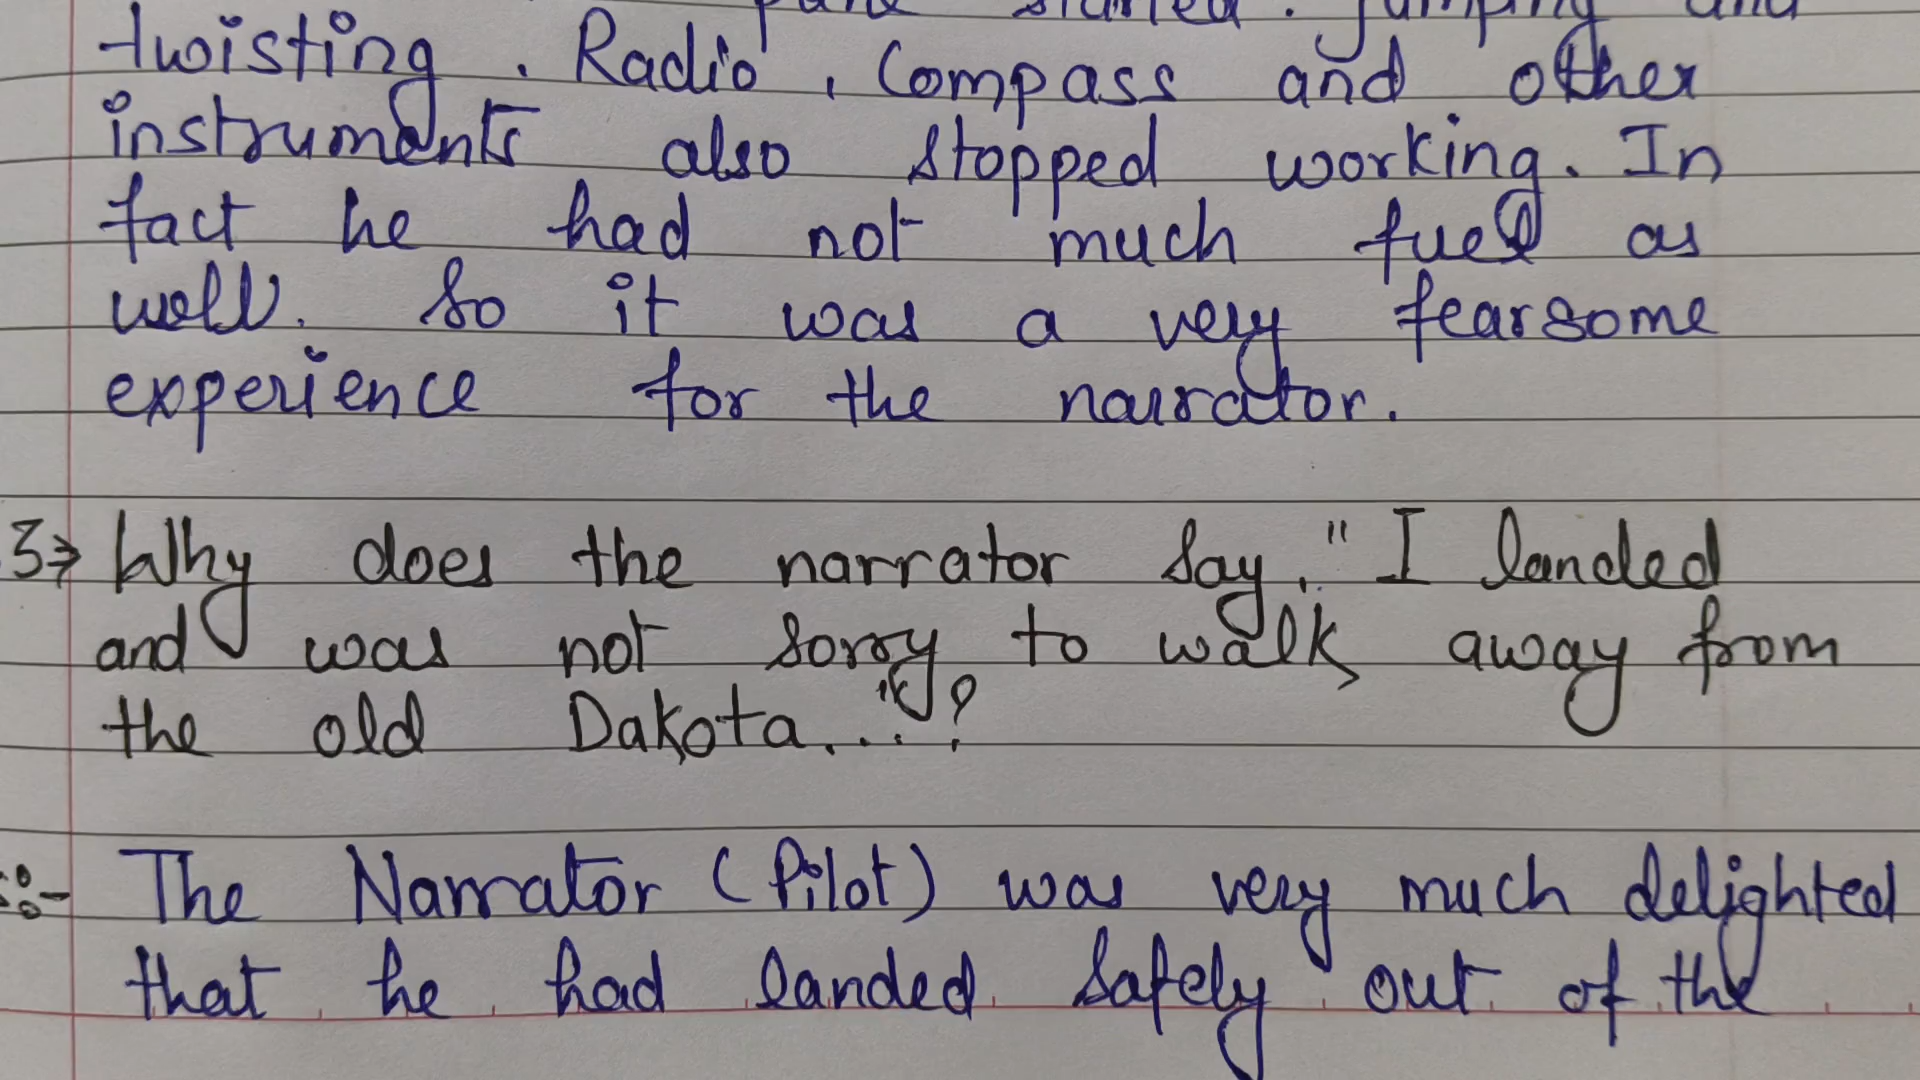 started. jumping and
twisting. Radio, Compass and other
instruments also stopped working. In
fact he had not much fuel as
well. So it was a very fearsome
experience for the narrator.
3⇒ Why does the narrator say, "I landed
and was not sorry to walk away from
the old Dakota..."?
:- The Narrator (Pilot) was very much delighted
that he had landed safely out of the